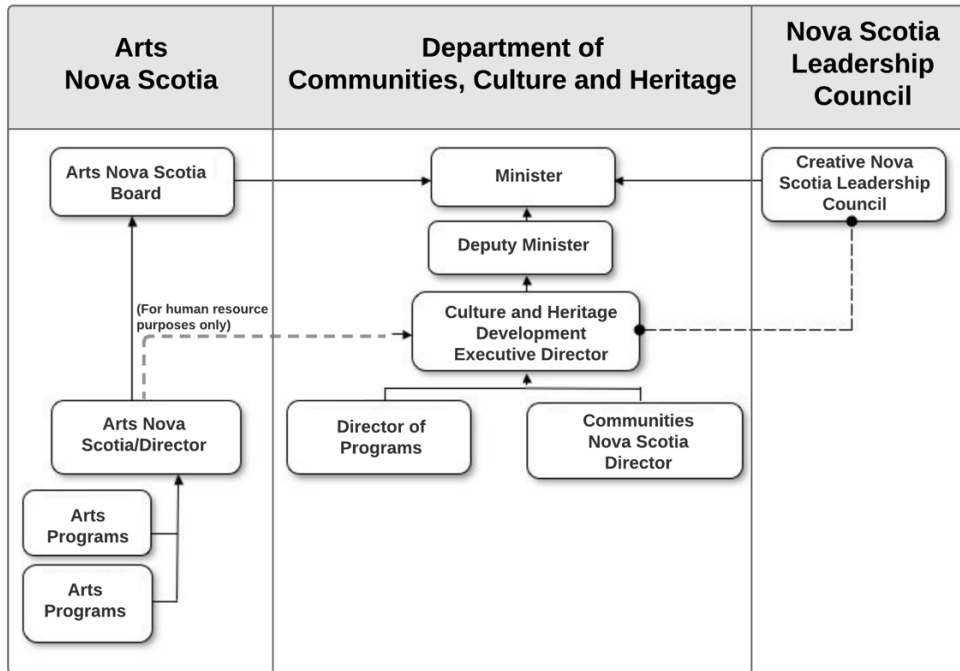 Arts
Nova Scotia
Department of
Communities, Culture and Heritage
Nova Scotia
Leadership
Council
Arts Nova Scotia
Board
Minister
Creative Nova
Scotia Leadership
Council
Deputy Minister
(For human resource
purposes only)
Culture and Heritage
Development
Executive Director
Arts Nova
Scotia/Director
Director of
Programs
Communities
Nova Scotia
Director
Arts
Programs
Arts
Programs